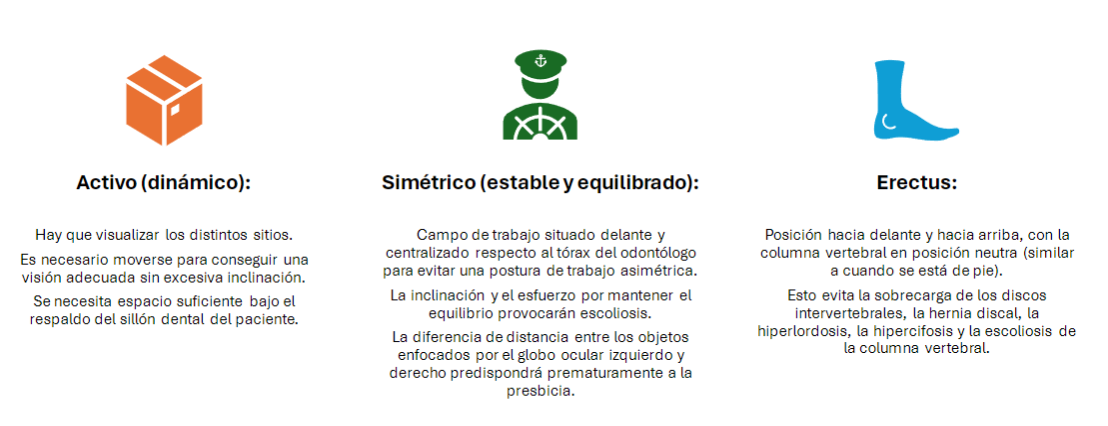 Activo (dinámico):
Hay que visualizar los distintos sitios.
Es necesario moverse para conseguir una
visión adecuada sin excesiva inclinación.
Se necesita espacio suficiente bajo el
respaldo del sillón dental del paciente.
Simétrico (estable y equilibrado):
Campo de trabajo situado delante y
centralizado respecto al tórax del odontólogo
para evitar una postura de trabajo asimétrica.
La inclinación y el esfuerzo por mantener el
equilibrio provocarán escoliosis.
La diferencia de distancia entre los objetos
enfocados por el globo ocular izquierdo y
derecho predispondrá prematuramente a la
presbicia.
Erectus:
Posición hacia delante y hacia arriba, con la
columna vertebral en posición neutra (similar
a cuando se está de pie).
Esto evita la sobrecarga de los discos
intervertebrales, la hernia discal, la
hiperlordosis, la hipercifosis y la escoliosis de
la columna vertebral.